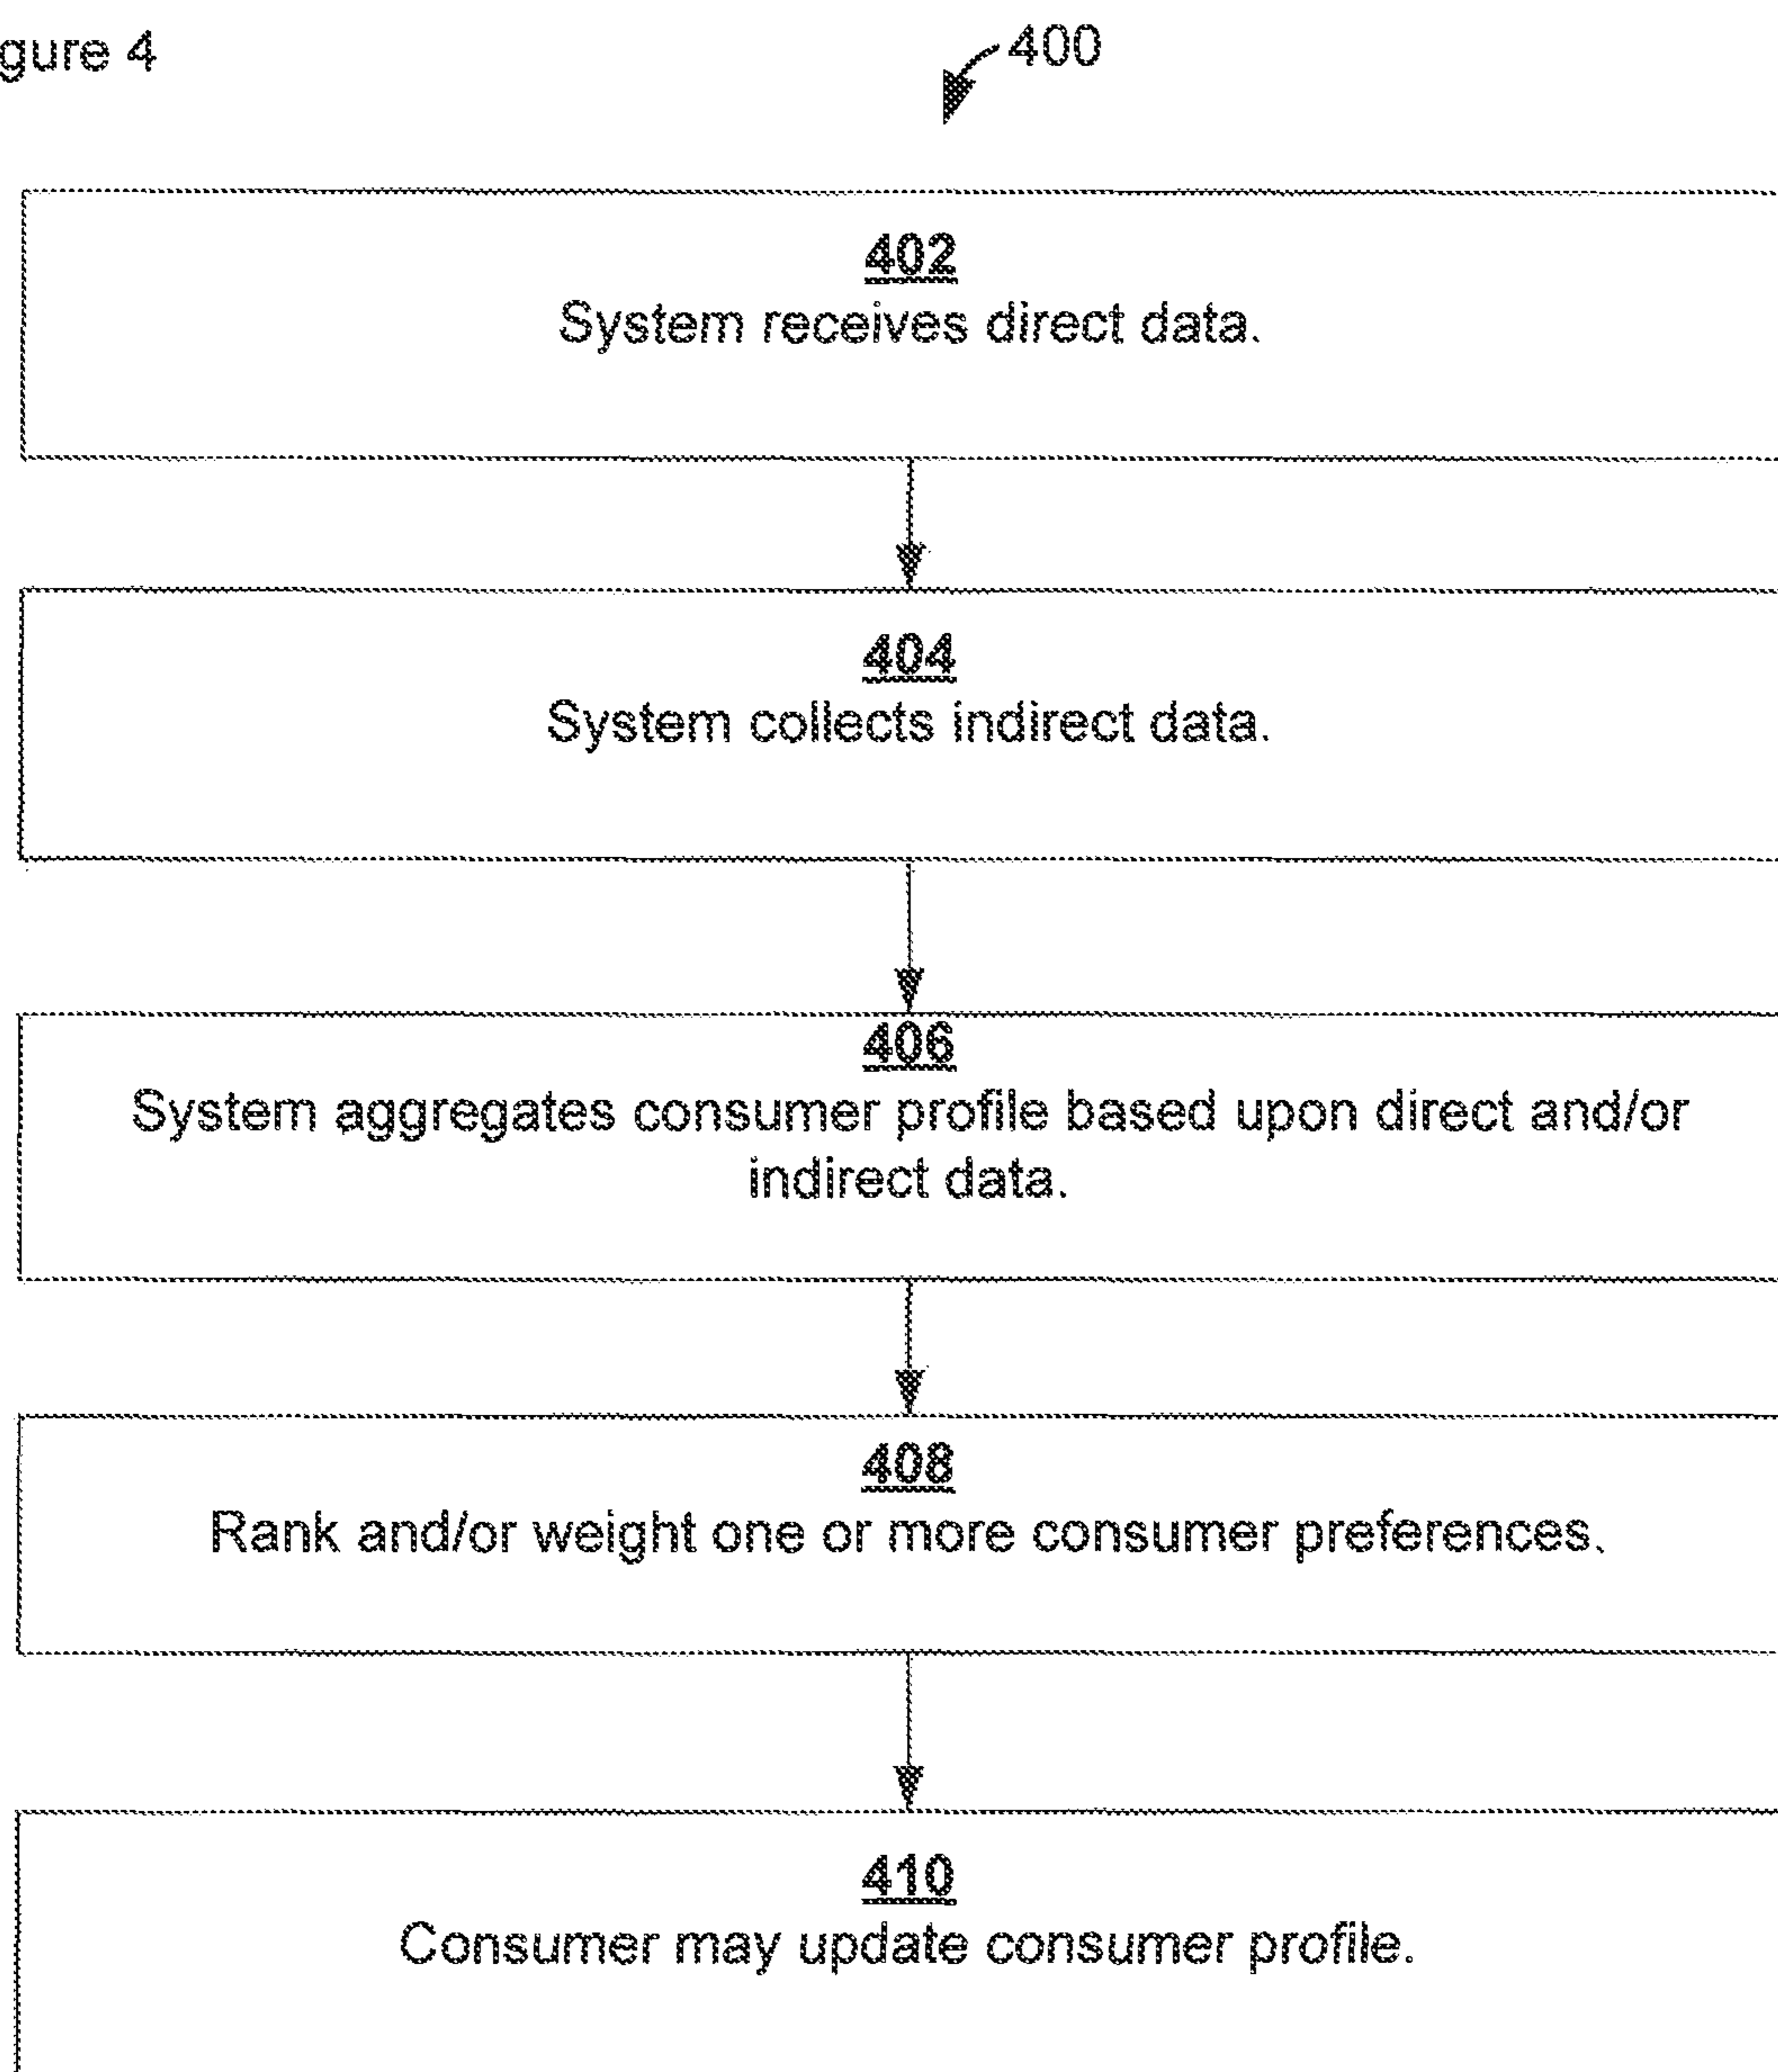 gure 4
400
402
System receives direct data.
404
System collects indirect data.
406
System aggregates consumer profile based upon direct and/or
indirect data.
408
Rank and/or weight one or more consumer preferences.
410
Consumer may update consumer profile.